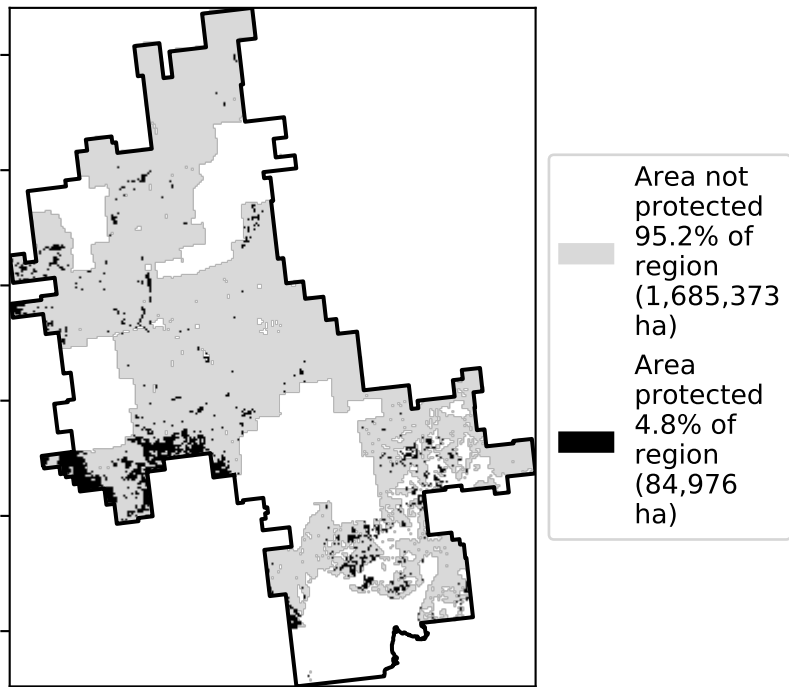 Area not
protected
95.2% of
region
(1,685,373
ha)
Area
protected
4.8% of
region
(84,976
ha)